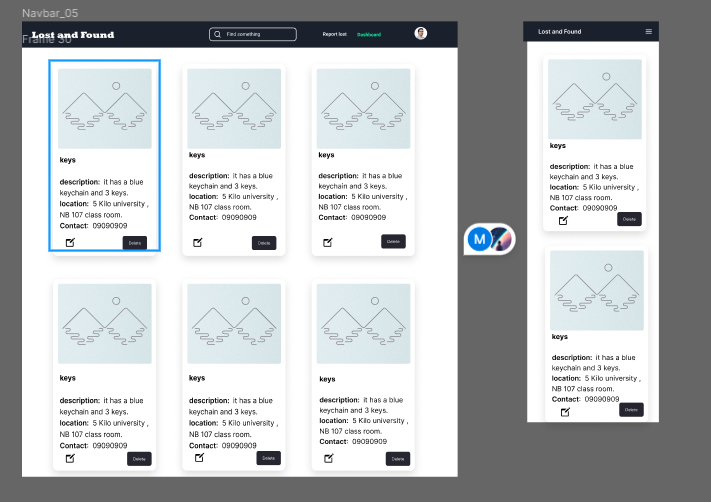 Navbar_05
Frame 30
Lost and Found
Find something
Report lost
Dashboard
keys
description: it has a blue
keychain and 3 keys.
location: 5 Kilo university ,
NB 107 class room.
Contact: 09090909
Delete
keys
description: it has a blue
keychain and 3 keys.
location: 5 Kilo university ,
NB 107 class room.
Contact: 09090909
Delete
keys
description: it has a blue
keychain and 3 keys.
location: 5 Kilo university ,
NB 107 class room.
Contact: 09090909
Delete
keys
description: it has a blue
keychain and 3 keys.
location: 5 Kilo university ,
NB 107 class room.
Contact: 09090909
Delete
keys
description: it has a blue
keychain and 3 keys.
location: 5 Kilo university ,
NB 107 class room.
Contact: 09090909
Delete
keys
description: it has a blue
keychain and 3 keys.
location: 5 Kilo university ,
NB 107 class room.
Contact: 09090909
Delete
M
Lost and Found
keys
description: it has a blue
keychain and 3 keys.
location: 5 Kilo university ,
NB 107 class room.
Contact: 09090909
Delete
keys
description: it has a blue
keychain and 3 keys.
location: 5 Kilo university ,
NB 107 class room.
Contact: 09090909
Delete